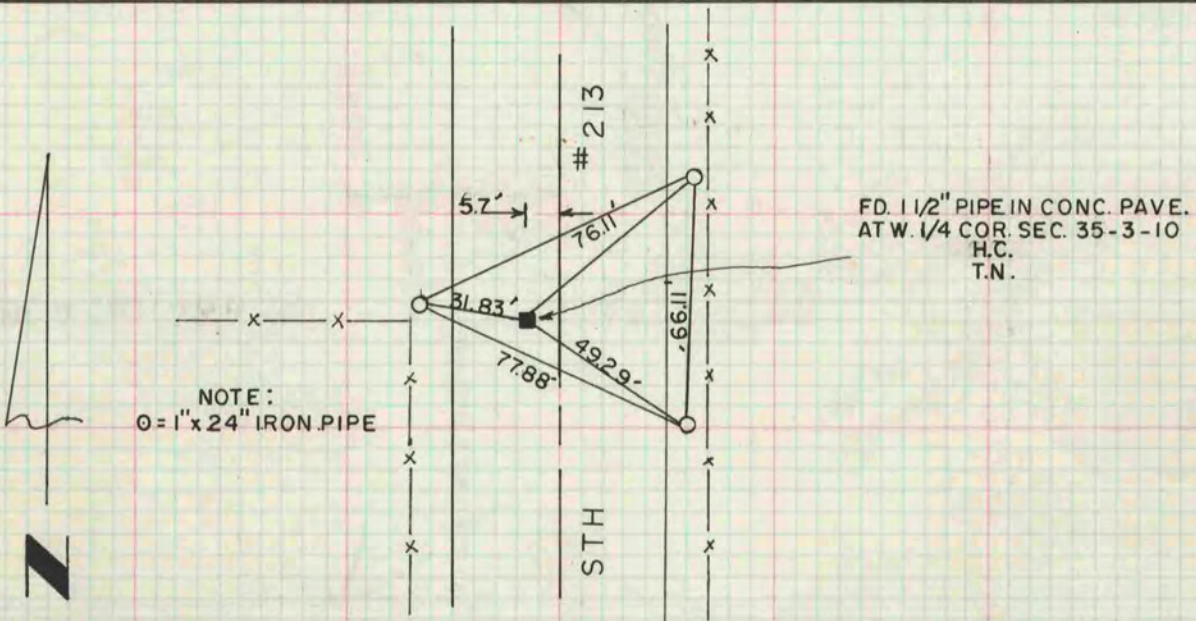 # 213
5.7'
76.11'
FD. 1 1/2" PIPE IN CONC. PAVE.
AT W. 1/4 COR. SEC. 35-3-10
H.C.
T.N.
31.83'
66.11'
49.29'
77.88'
NOTE:
O = 1" x 24" IRON PIPE
STH
N